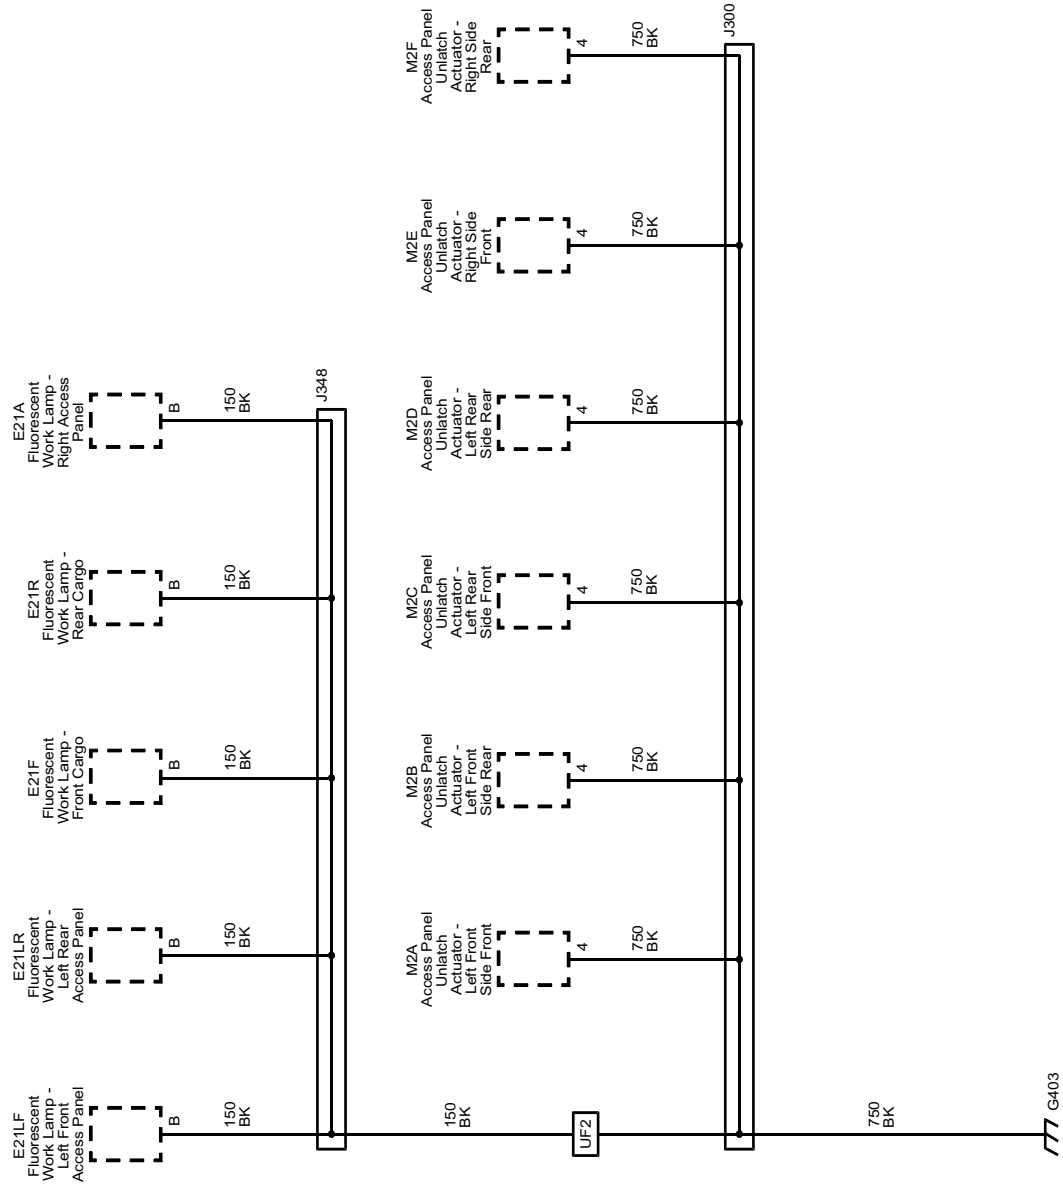 E21LF
Fluorescent
Work Lamp -
Left Front
Access Panel
B
150
BK
E21LR
Fluorescent
Work Lamp -
Left Rear
Access Panel
B
150
BK
E21F
Fluorescent
Work Lamp -
Front Cargo
B
150
BK
E21R
Fluorescent
Work Lamp -
Rear Cargo
B
150
BK
E21A
Fluorescent
Work Lamp -
Right Access
Panel
B
150
BK
J348
150
BK
UF2
M2A
Access Panel
Unlatch
Actuator -
Left Front
Side Front
4
750
BK
M2B
Access Panel
Unlatch
Actuator -
Left Front
Side Rear
4
750
BK
M2C
Access Panel
Unlatch
Actuator -
Left Rear
Side Front
4
750
BK
M2D
Access Panel
Unlatch
Actuator -
Left Rear
Side Rear
4
750
BK
M2E
Access Panel
Unlatch
Actuator -
Right Side
Front
4
750
BK
M2F
Access Panel
Unlatch
Actuator -
Right Side
Rear
4
750
BK
J300
750
BK
G403